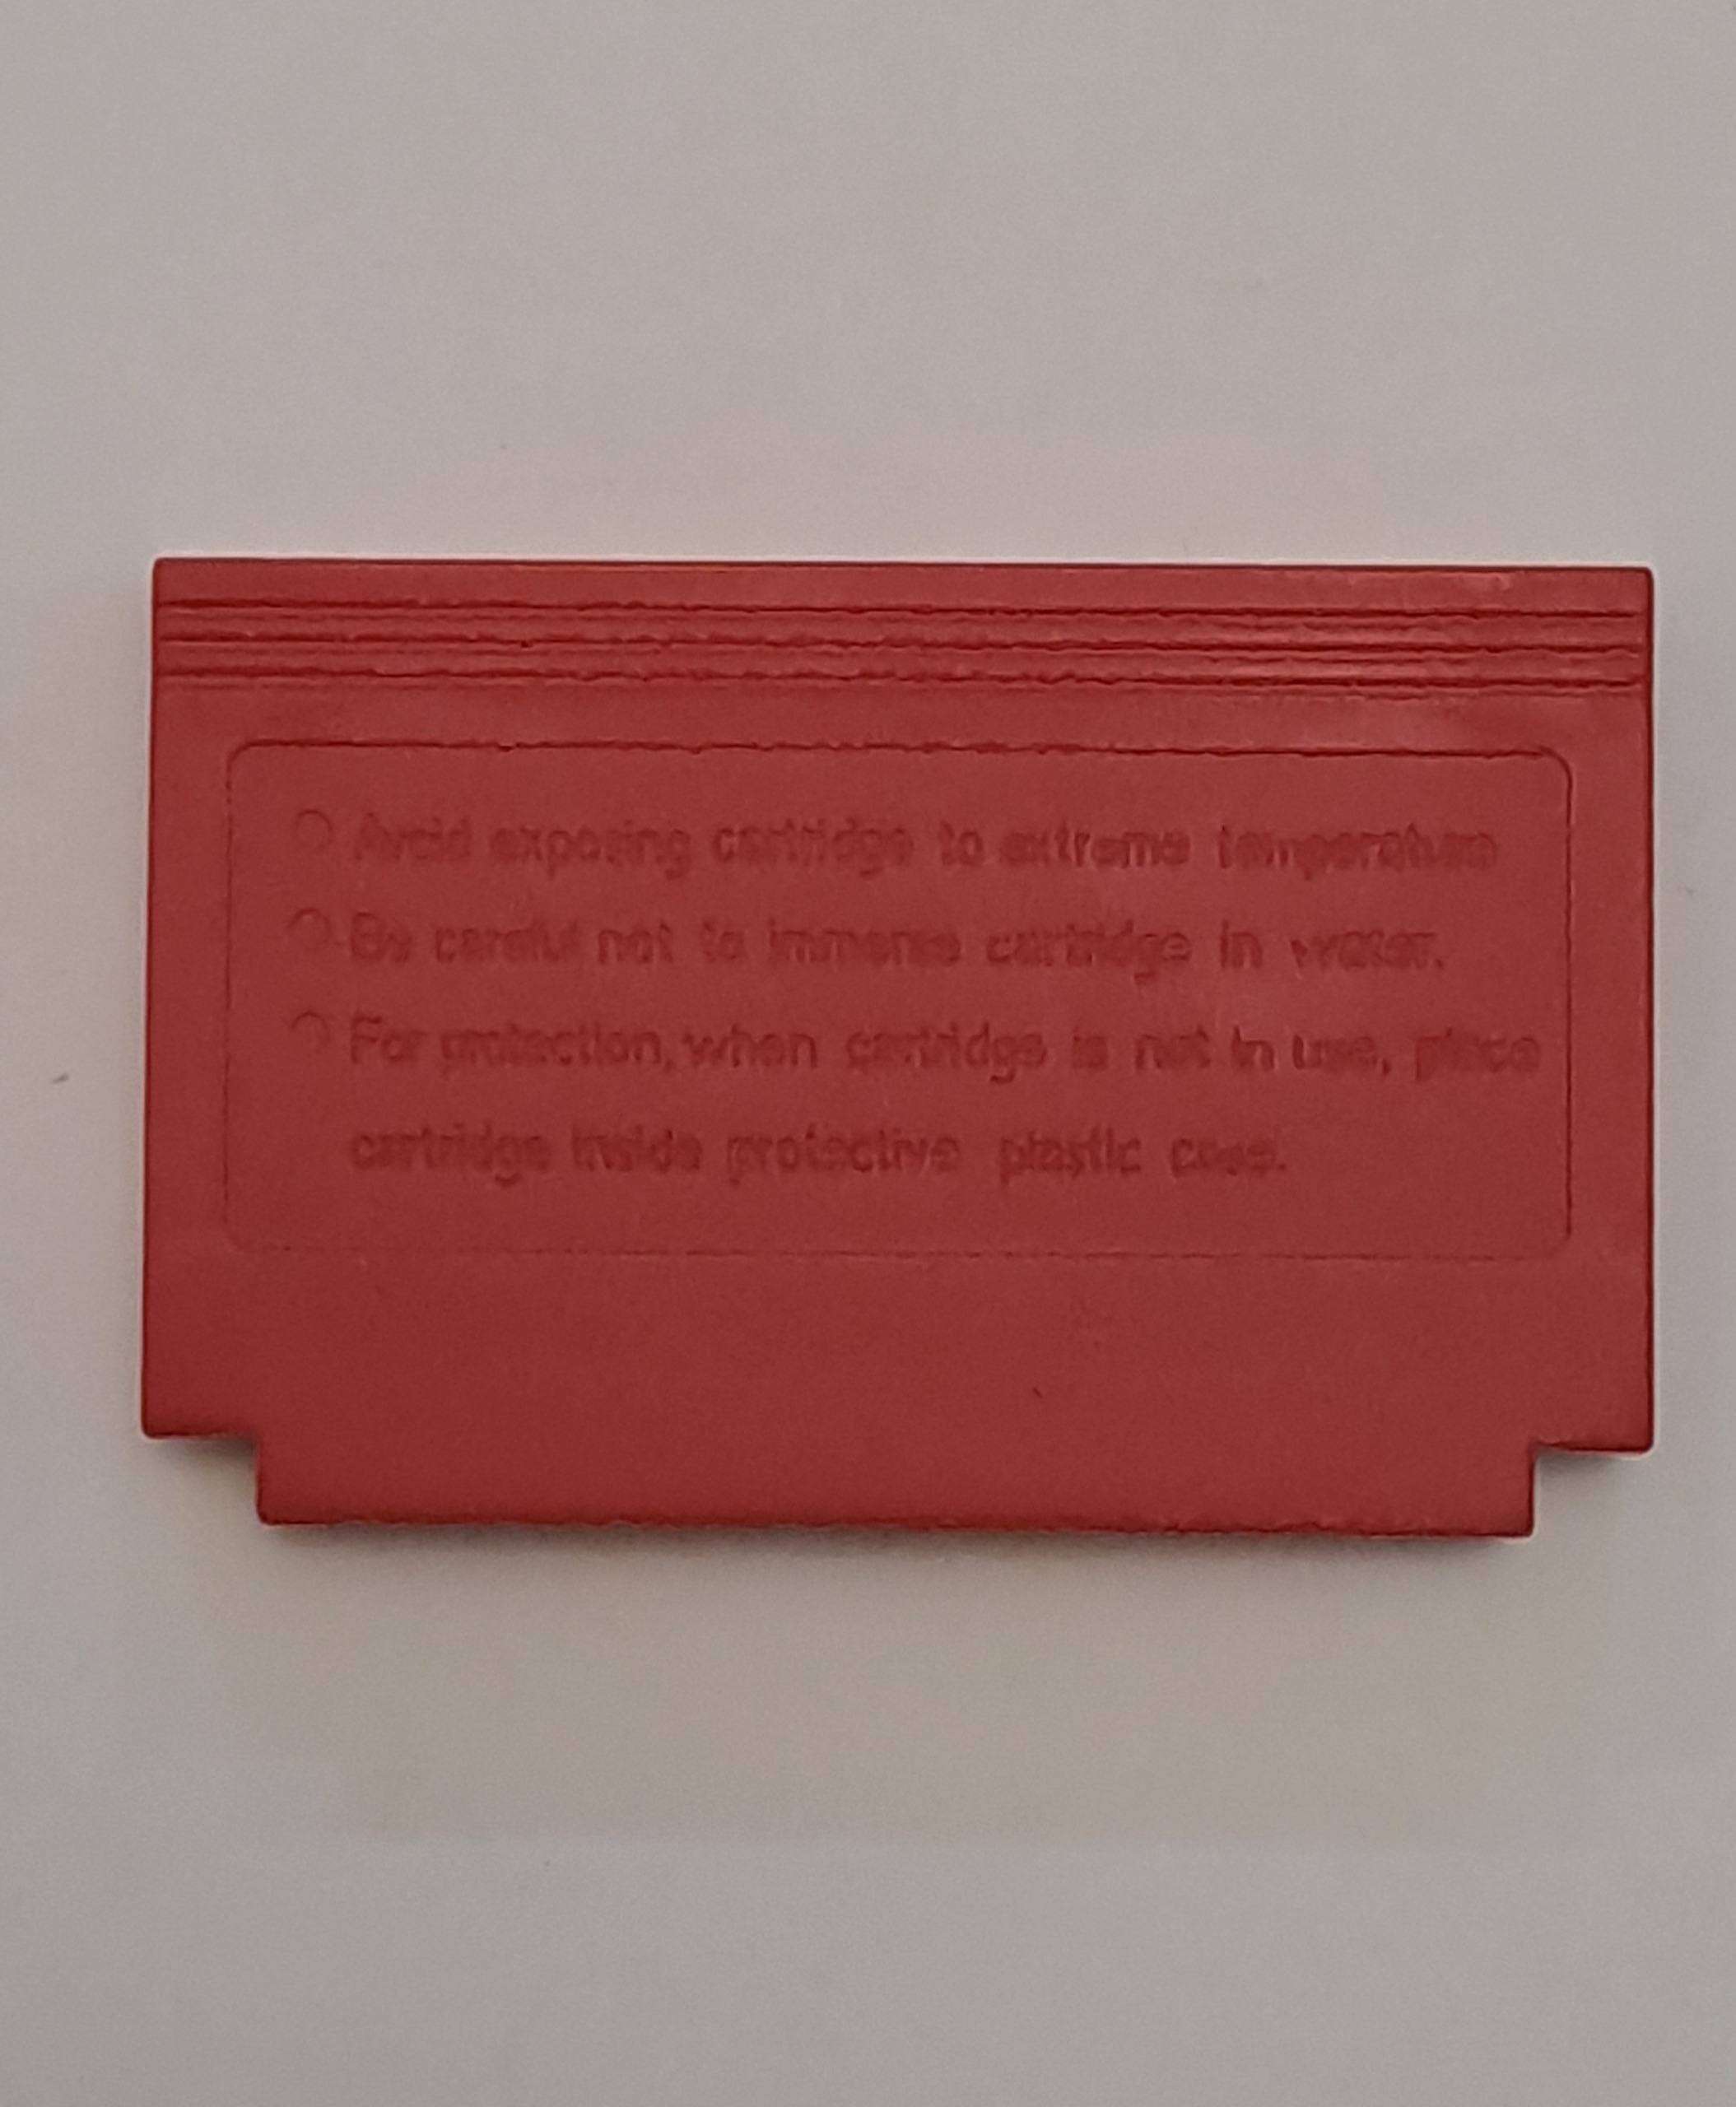 ○ Avoid exposing cartridge to extreme temperature
○ Be careful not to immerse cartridge in water.
○ For protection, when cartridge is not in use, place
cartridge inside protective plastic case.